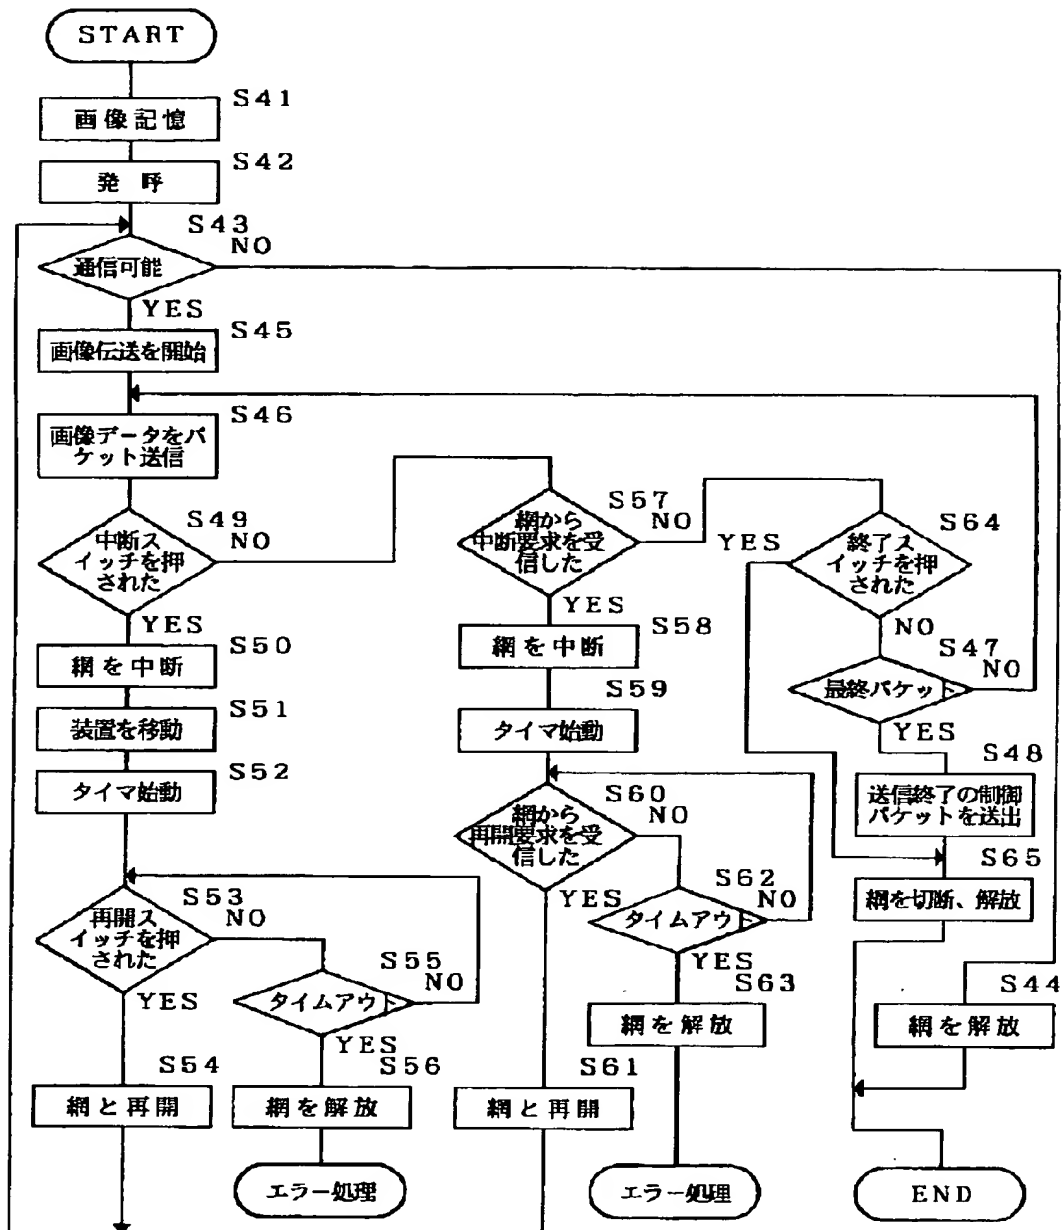 START
S41
画像記憶
S42
発呼
S43
NO
通信可能
YES
S45
画像伝送を開始
S46
画像データをパ
ケット送信
S49
NO
中断ス
イッチを押
された
YES
S50
網を中断
S51
装置を移動
S52
タイマ始動
S53
NO
再開ス
イッチを押
された
YES
S55
NO
タイムアウト
YES
S54
網と再開
S56
網を解放
エラー処理
S57
NO
網から
中断要求を受
信した
YES
S58
網を中断
S59
タイマ始動
S60
NO
網から
再開要求を受
信した
YES
S62
NO
タイムアウト
YES
S63
網を解放
S61
網と再開
エラー処理
S64
YES
終了ス
イッチを押
された
NO
S47
NO
最終パケット
YES
S48
送信終了の制御
パケットを送出
S65
網を切断、解放
S44
網を解放
END